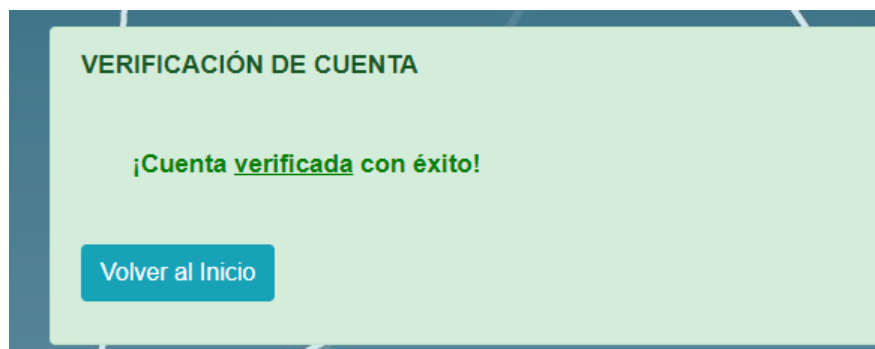 VERIFICACIÓN DE CUENTA
¡Cuenta verificada con éxito!
Volver al Inicio